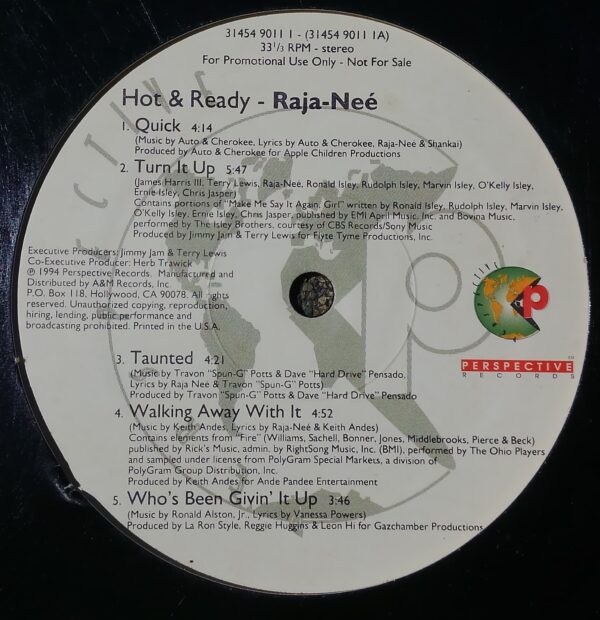 31454 9011 1 - (31454 9011 1A)
33 1/3 RPM - stereo
For Promotional Use Only - Not For Sale
Hot & Ready - Raja-Neé
1. Quick 4:14
(Music by Auto & Cherokee, Lyrics by Auto & Cherokee, Raja-Neé & Shankai)
Produced by Auto & Cherokee for Apple Children Productions
2. Turn It Up 5:47
(James Harris III, Terry Lewis, Raja-Neé, Ronald Isley, Rudolph Isley, Marvin Isley, O'Kelly Isley,
Ernie Isley, Chris Jasper)
Contains portions of "Make Me Say It Again, Girl" written by Ronald Isley, Rudolph Isley, Marvin Isley,
O'Kelly Isley, Ernie Isley, Chris Jasper, published by EMI April Music, Inc. and Bovina Music,
performed by The Isley Brothers, courtesy of CBS Records/Sony Music
Produced by Jimmy Jam & Terry Lewis for Flyte Tyme Productions, Inc.
Executive Producers: Jimmy Jam & Terry Lewis
Co-Executive Producer: Herb Trawick
℗ 1994 Perspective Records. Manufactured and
Distributed by A&M Records, Inc.
P.O. Box 118, Hollywood, CA 90078. All rights
reserved. Unauthorized copying, reproduction,
hiring, lending, public performance and
broadcasting prohibited. Printed in the U.S.A.
PERSPECTIVE
P
PERSPECTIVE
RECORDS
3. Taunted 4:21
(Music by Travon "Spun-G" Potts & Dave "Hard Drive" Pensado,
Lyrics by Raja Neé & Travon "Spun-G" Potts)
Produced by Travon "Spun-G" Potts & Dave "Hard Drive" Pensado
4. Walking Away With It 4:52
(Music by Keith Andes, Lyrics by Raja-Neé & Keith Andes)
Contains elements from "Fire" (Williams, Sachell, Bonner, Jones, Middlebrooks, Pierce & Beck)
published by Rick's Music, admin. by RightSong Music, Inc. (BMI), performed by The Ohio Players
and sampled under license from PolyGram Special Markets, a division of
PolyGram Group Distribution, Inc.
Produced by Keith Andes for Ande Pandee Entertainment
5. Who's Been Givin' It Up 3:46
(Music by Ronald Alston, Jr., Lyrics by Vanessa Powers)
Produced by La Ron Style, Reggie Huggins & Leon Hi for Gazchamber Productions